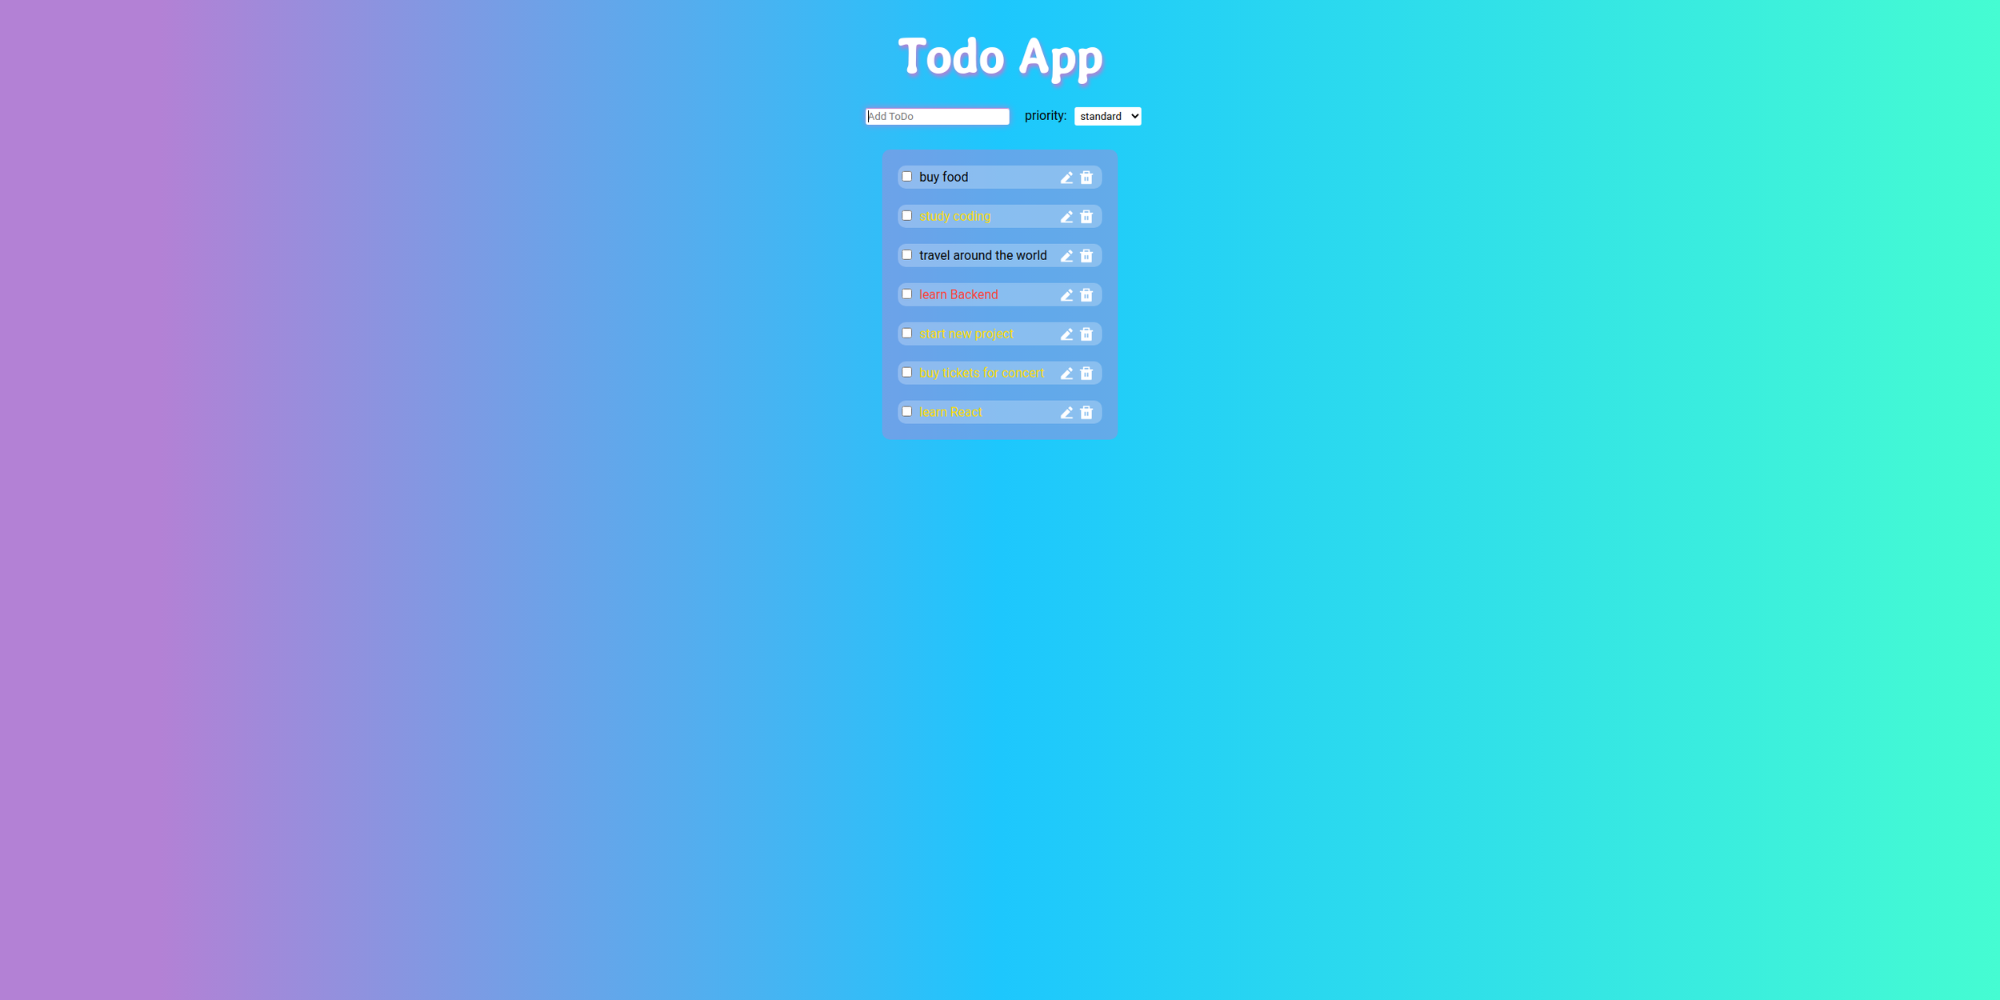 Todo App
Add ToDo priority: standard
buy food
study coding
travel around the world
learn Backend
start new project
buy tickets for concert
learn React